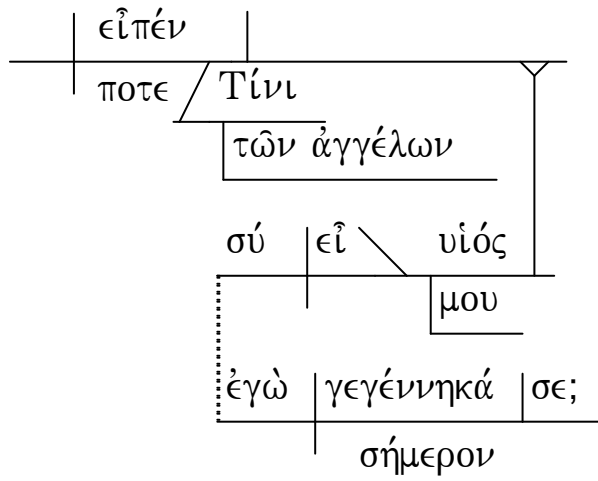 εἶπέν
ποτε Τίνι
τῶν ἀγγέλων
σύ εἶ υἱός
μου
ἐγὼ γεγέννηκά σε;
σήμερον